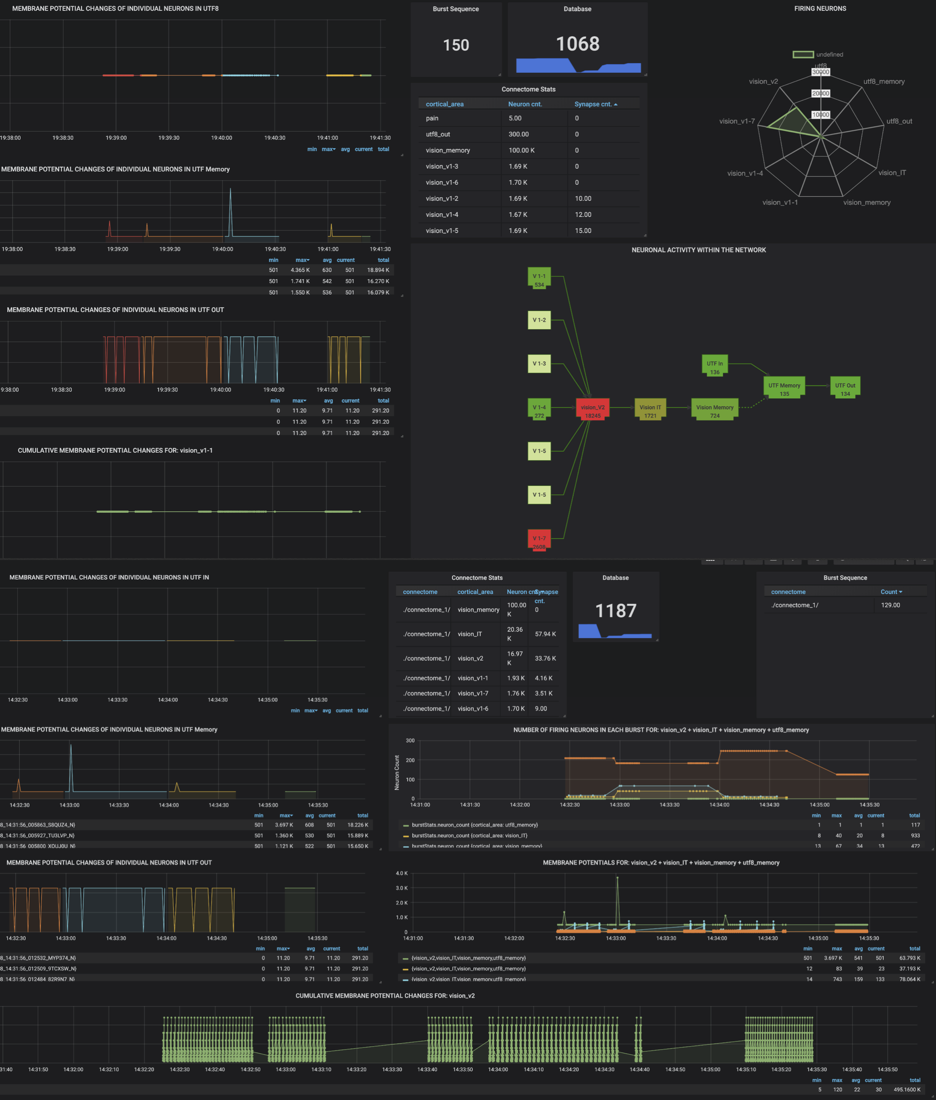 MEMBRANE POTENTIAL CHANGES OF INDIVIDUAL NEURONS IN UTF8
19:38:00 19:38:30 19:39:00 19:39:30 19:40:00 19:40:30 19:41:00 19:41:30
min max avg current total
MEMBRANE POTENTIAL CHANGES OF INDIVIDUAL NEURONS IN UTF Memory
19:38:00 19:38:30 19:39:00 19:39:30 19:40:00 19:40:30 19:41:00 19:41:30
min max avg current total
501 4.365 K 630 501 18.894 K
501 1.741 K 542 501 16.270 K
501 1.550 K 536 501 16.079 K
MEMBRANE POTENTIAL CHANGES OF INDIVIDUAL NEURONS IN UTF OUT
19:38:00 19:38:30 19:39:00 19:39:30 19:40:00 19:40:30 19:41:00 19:41:30
min max avg current total
0 11.20 9.71 11.20 291.20
0 11.20 9.71 11.20 291.20
0 11.20 9.71 11.20 291.20
CUMULATIVE MEMBRANE POTENTIAL CHANGES FOR: vision_v1-1
Burst Sequence
150
Database
1068
Connectome Stats
cortical_area Neuron cnt. Synapse cnt.
pain 5.00 0
utf8_out 300.00 0
vision_memory 100.00 K 0
vision_v1-3 1.69 K 0
vision_v1-6 1.70 K 0
vision_v1-2 1.69 K 10.00
vision_v1-4 1.67 K 12.00
vision_v1-5 1.69 K 15.00
FIRING NEURONS
undefined
utf8
30000
20000
10000
vision_v2
utf8_memory
vision_v1-7
utf8_out
vision_v1-4
vision_IT
vision_v1-1
vision_memory
NEURONAL ACTIVITY WITHIN THE NETWORK
V 1-1
534
V 1-2
V 1-3
V 1-4
272
V 1-5
V 1-5
V 1-7
vision_V2
18245
Vision IT
1721
Vision Memory
724
UTF In
136
UTF Memory
135
UTF Out
134
MEMBRANE POTENTIAL CHANGES OF INDIVIDUAL NEURONS IN UTF IN
14:32:30 14:33:00 14:33:30 14:34:00 14:34:30 14:35:00 14:35:30
min max avg current total
MEMBRANE POTENTIAL CHANGES OF INDIVIDUAL NEURONS IN UTF Memory
14:32:30 14:33:00 14:33:30 14:34:00 14:34:30 14:35:00 14:35:30
min max avg current total
8_14:31:56_005863_S8QUZ4_N} 501 3.697 K 608 501 18.226 K
8_14:31:56_005927_TU3LVP_N} 501 1.360 K 530 501 15.889 K
501 1.121 K 522 501 15.650 K
MEMBRANE POTENTIAL CHANGES OF INDIVIDUAL NEURONS IN UTF OUT
14:32:30 14:33:00 14:33:30 14:34:00 14:34:30 14:35:00 14:35:30
min max avg current total
8_14:31:56_012532_MYP374_N} 0 11.20 9.71 11.20 291.20
8_14:31:56_012509_9TCXSW_N} 0 11.20 9.71 11.20 291.20
0 11.20 9.71 11.20 291.20
Connectome Stats
connectome cortical_area Neuron cnt. Synapse cnt.
./connectome_1/ vision_memory 100.00 K 0
./connectome_1/ vision_IT 20.36 K 57.94 K
./connectome_1/ vision_v2 16.97 K 33.76 K
./connectome_1/ vision_v1-1 1.93 K 4.16 K
./connectome_1/ vision_v1-7 1.76 K 3.51 K
./connectome_1/ vision_v1-6 1.70 K 9.00
Database
1187
Burst Sequence
connectome Count
./connectome_1/ 129.00
NUMBER OF FIRING NEURONS IN EACH BURST FOR: vision_v2 + vision_IT + vision_memory + utf8_memory
Neuron Count
300
200
100
0
14:31:00 14:31:30 14:32:00 14:32:30 14:33:00 14:33:30 14:34:00 14:34:30 14:35:00 14:35:30
min max avg current total
burstStats.neuron_count {cortical_area: utf8_memory} 1 1 1 1 117
burstStats.neuron_count {cortical_area: vision_IT} 8 40 20 8 933
burstStats.neuron_count {cortical_area: vision_memory} 13 67 34 13 472
MEMBRANE POTENTIALS FOR: vision_v2 + vision_IT + vision_memory + utf8_memory
4.0 K
3.0 K
2.0 K
1.0 K
0
14:31:00 14:31:30 14:32:00 14:32:30 14:33:00 14:33:30 14:34:00 14:34:30 14:35:00 14:35:30
min max avg current total
{vision_v2,vision_IT,vision_memory,utf8_memory} 501 3.697 K 541 501 63.793 K
{vision_v2,vision_IT,vision_memory,utf8_memory} 12 83 39 23 37.193 K
{vision_v2,vision_IT,vision_memory,utf8_memory} 14 743 159 133 78.064 K
CUMULATIVE MEMBRANE POTENTIAL CHANGES FOR: vision_v2
31:40 14:31:50 14:32:00 14:32:10 14:32:20 14:32:30 14:32:40 14:32:50 14:33:00 14:33:10 14:33:20 14:33:30 14:33:40 14:33:50 14:34:00 14:34:10 14:34:20 14:34:30 14:34:40 14:34:50 14:35:00 14:35:10 14:35:20 14:35:30 14:35:40 14:35:50
min max avg current total
5 120 22 30 495.1600 K